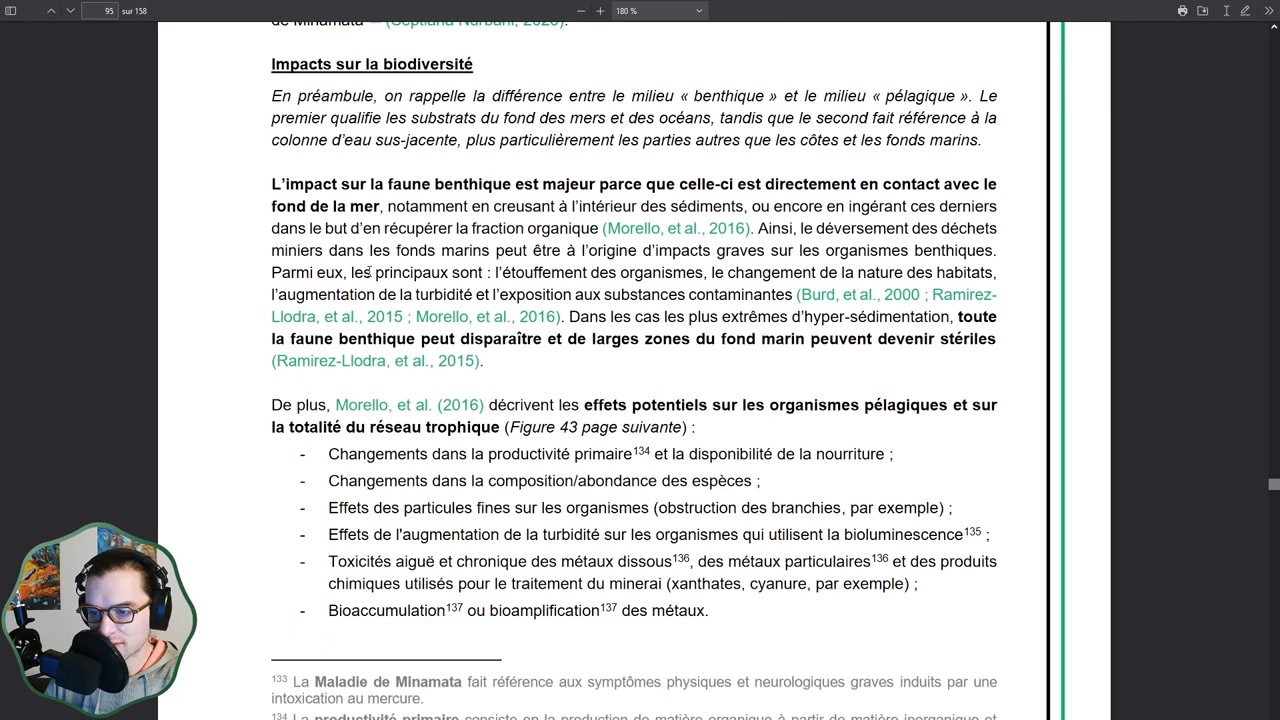 95 sur 158
180 %
de Minamata – (Septiana Nurbani, 2020).
Impacts sur la biodiversité
En préambule, on rappelle la différence entre le milieu « benthique » et le milieu « pélagique ». Le
premier qualifie les substrats du fond des mers et des océans, tandis que le second fait référence à la
colonne d’eau sus-jacente, plus particulièrement les parties autres que les côtes et les fonds marins.
L’impact sur la faune benthique est majeur parce que celle-ci est directement en contact avec le
fond de la mer, notamment en creusant à l’intérieur des sédiments, ou encore en ingérant ces derniers
dans le but d’en récupérer la fraction organique (Morello, et al., 2016). Ainsi, le déversement des déchets
miniers dans les fonds marins peut être à l’origine d’impacts graves sur les organismes benthiques.
Parmi eux, les principaux sont : l’étouffement des organismes, le changement de la nature des habitats,
l’augmentation de la turbidité et l’exposition aux substances contaminantes (Burd, et al., 2000 ; Ramirez-
Llodra, et al., 2015 ; Morello, et al., 2016). Dans les cas les plus extrêmes d’hyper-sédimentation, toute
la faune benthique peut disparaître et de larges zones du fond marin peuvent devenir stériles
(Ramirez-Llodra, et al., 2015).
De plus, Morello, et al. (2016) décrivent les effets potentiels sur les organismes pélagiques et sur
la totalité du réseau trophique (Figure 43 page suivante) :
- Changements dans la productivité primaire134 et la disponibilité de la nourriture ;
- Changements dans la composition/abondance des espèces ;
- Effets des particules fines sur les organismes (obstruction des branchies, par exemple) ;
- Effets de l'augmentation de la turbidité sur les organismes qui utilisent la bioluminescence135 ;
- Toxicités aiguë et chronique des métaux dissous136, des métaux particulaires136 et des produits
chimiques utilisés pour le traitement du minerai (xanthates, cyanure, par exemple) ;
- Bioaccumulation137 ou bioamplification137 des métaux.
133 La Maladie de Minamata fait référence aux symptômes physiques et neurologiques graves induits par une
intoxication au mercure.
134 La productivité primaire consiste en la production de matière organique à partir de matière inorganique et